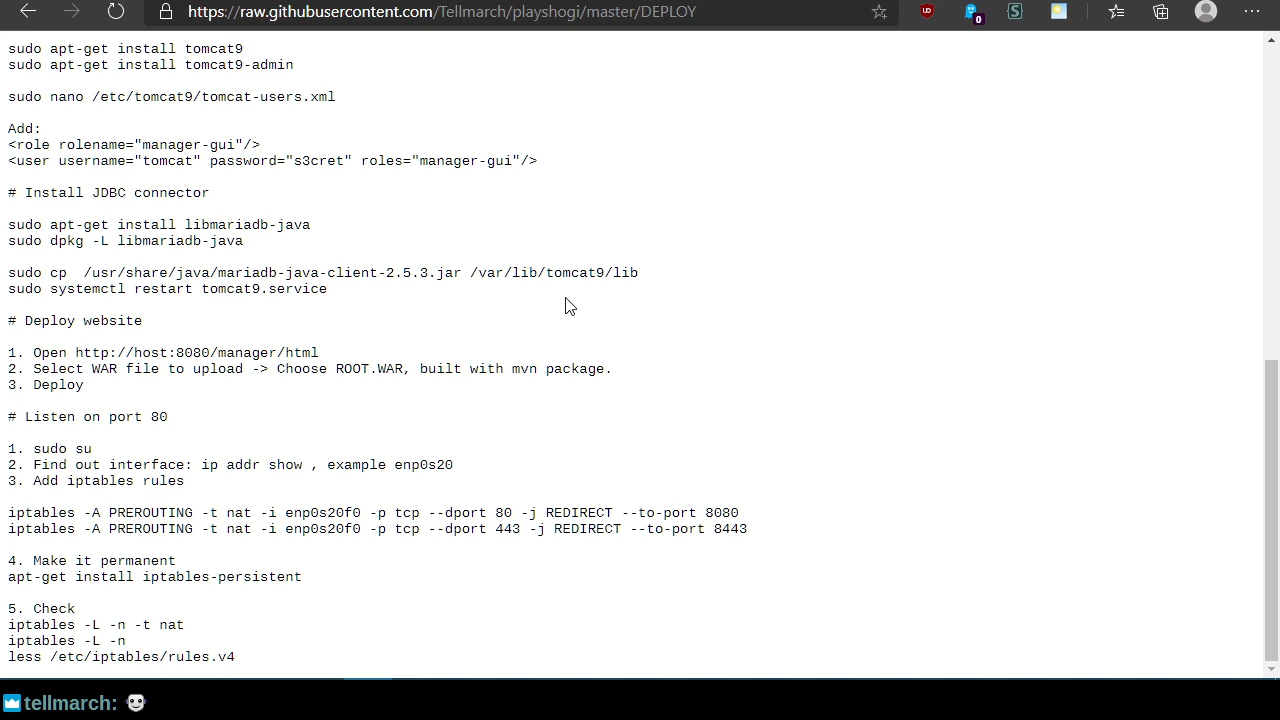 https://raw.githubusercontent.com/Tellmarch/playshogi/master/DEPLOY
0
sudo apt-get install tomcat9
sudo apt-get install tomcat9-admin
sudo nano /etc/tomcat9/tomcat-users.xml
Add:
<role rolename="manager-gui"/>
<user username="tomcat" password="s3cret" roles="manager-gui"/>
# Install JDBC connector
sudo apt-get install libmariadb-java
sudo dpkg -L libmariadb-java
sudo cp  /usr/share/java/mariadb-java-client-2.5.3.jar /var/lib/tomcat9/lib
sudo systemctl restart tomcat9.service
# Deploy website
1. Open http://host:8080/manager/html
2. Select WAR file to upload -> Choose ROOT.WAR, built with mvn package.
3. Deploy
# Listen on port 80
1. sudo su
2. Find out interface: ip addr show , example enp0s20
3. Add iptables rules
iptables -A PREROUTING -t nat -i enp0s20f0 -p tcp --dport 80 -j REDIRECT --to-port 8080
iptables -A PREROUTING -t nat -i enp0s20f0 -p tcp --dport 443 -j REDIRECT --to-port 8443
4. Make it permanent
apt-get install iptables-persistent
5. Check
iptables -L -n -t nat
iptables -L -n
less /etc/iptables/rules.v4
tellmarch: